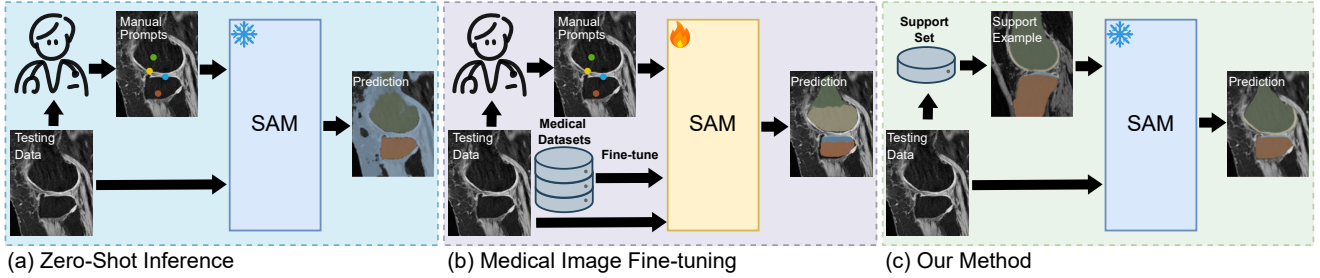 Manual
Prompts
SAM
Prediction
Testing
Data
(a) Zero-Shot Inference
Manual
Prompts
SAM
Prediction
Testing
Data
Medical
Datasets
Fine-tune
(b) Medical Image Fine-tuning
Support
Set
Support
Example
SAM
Prediction
Testing
Data
(c) Our Method